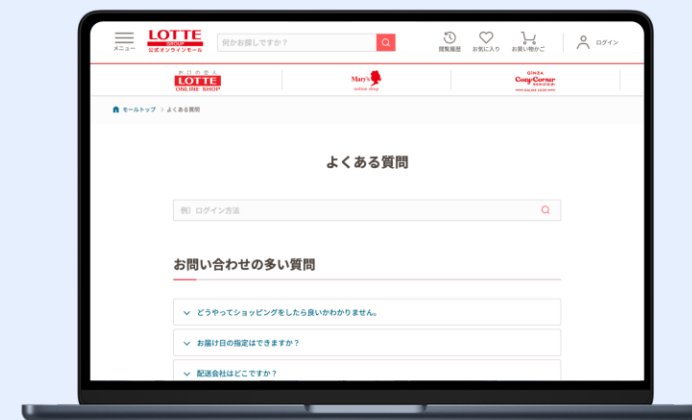 メニュー
LOTTE
GROUP
公式オンラインモール
何かお探しですか？
閲覧履歴
お気に入り
お買い物かご
ログイン
お口の恋人
LOTTE
ONLINE SHOP
Mary's
online shop
GINZA
Cozy Corner
モールトップ > よくある質問
よくある質問
例）ログイン方法
お問い合わせの多い質問
どうやってショッピングをしたら良いかわかりません。
お届け日の指定はできますか？
配送会社はどこですか？